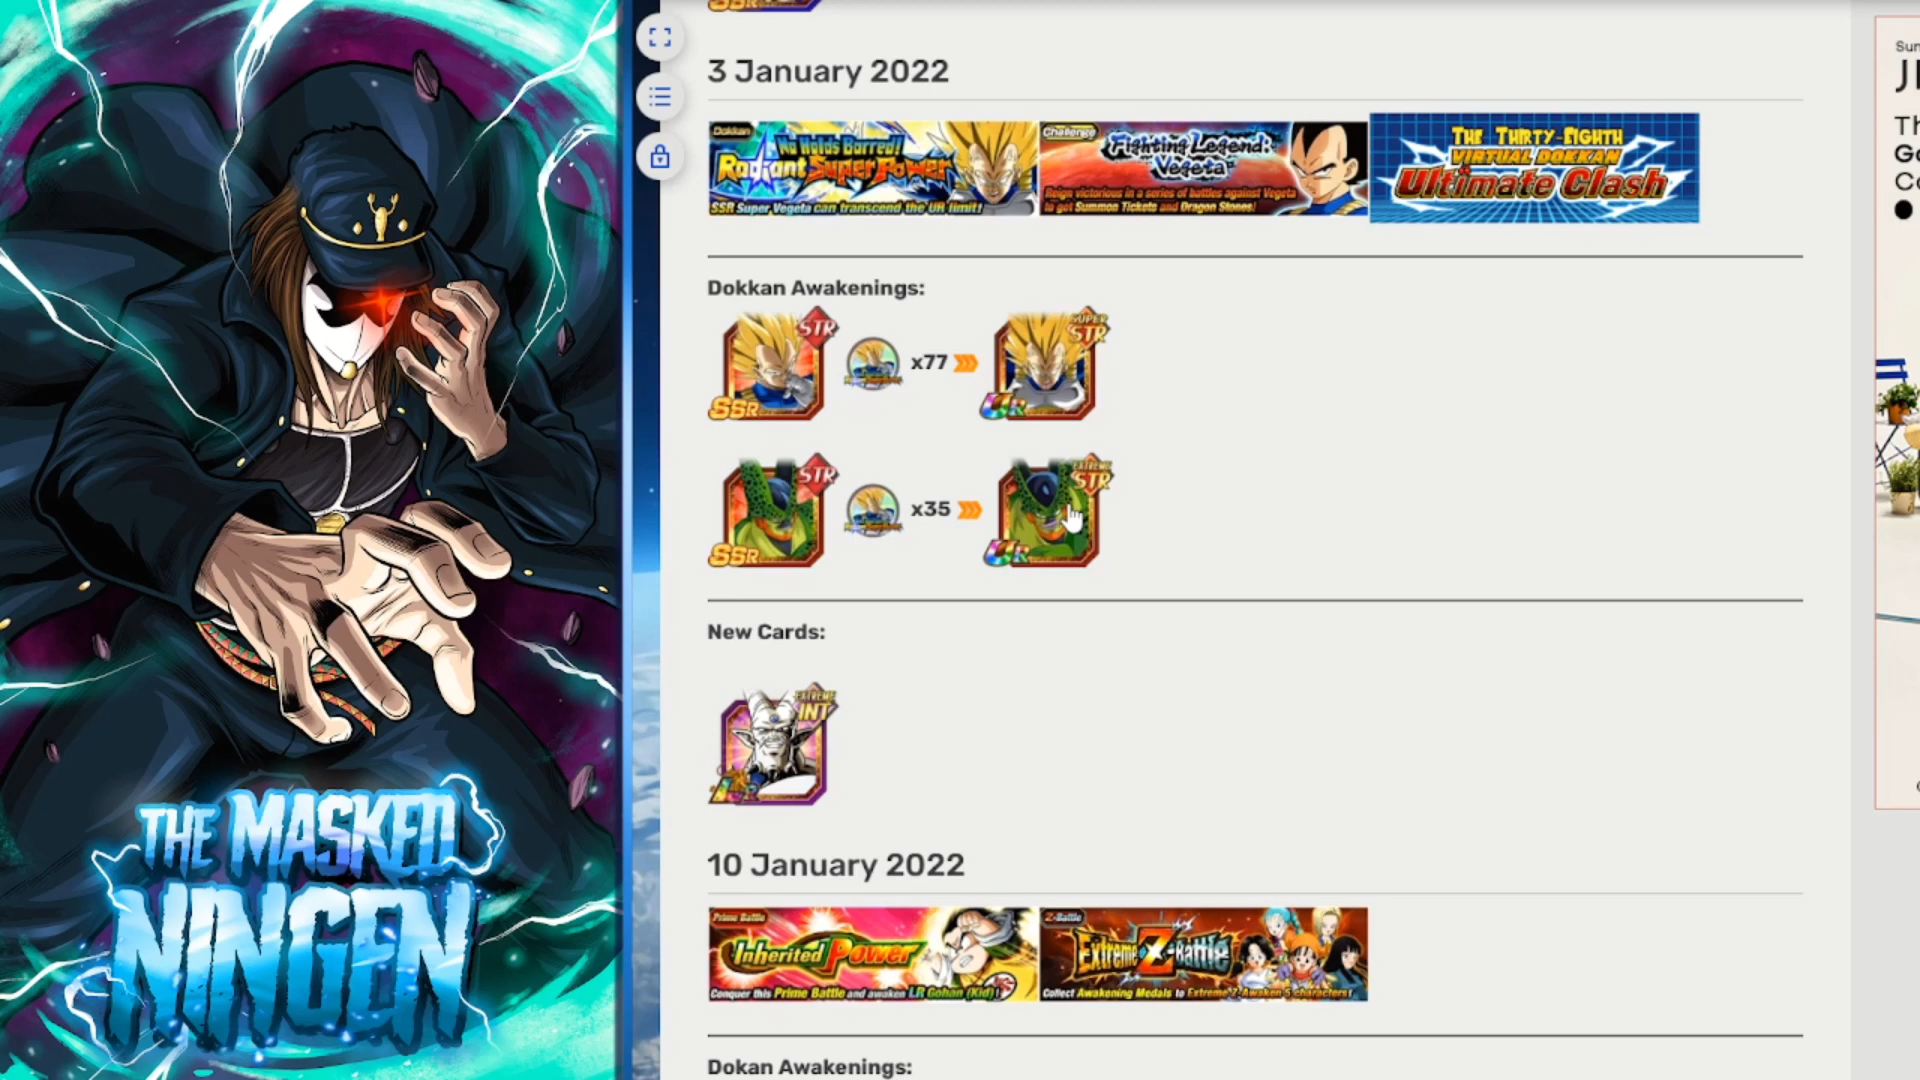 THE MASKED
NINGEN
3 January 2022
Dokkan
No Holds Barred!
Radiant Super Power
SSR Super Vegeta can transcend the UR limit!
Challenge
Fighting Legend:
Vegeta
Reign victorious in a series of battles against Vegeta
to get Summon Tickets and Dragon Stones!
THE THIRTY-EIGHTH
VIRTUAL DOKKAN
Ultimate Clash
Dokkan Awakenings:
STR
SSR
x77
SUPER
STR
UR
STR
SSR
x35
EXTREME
STR
UR
New Cards:
EXTREME
INT
LR
10 January 2022
Prime Battle
Inherited Power
Conquer this Prime Battle and awaken LR Gohan (Kid)!
Z-Battle
Extreme Z-Battle
Collect Awakening Medals to Extreme Z-Awaken 5 characters!
Dokan Awakenings: